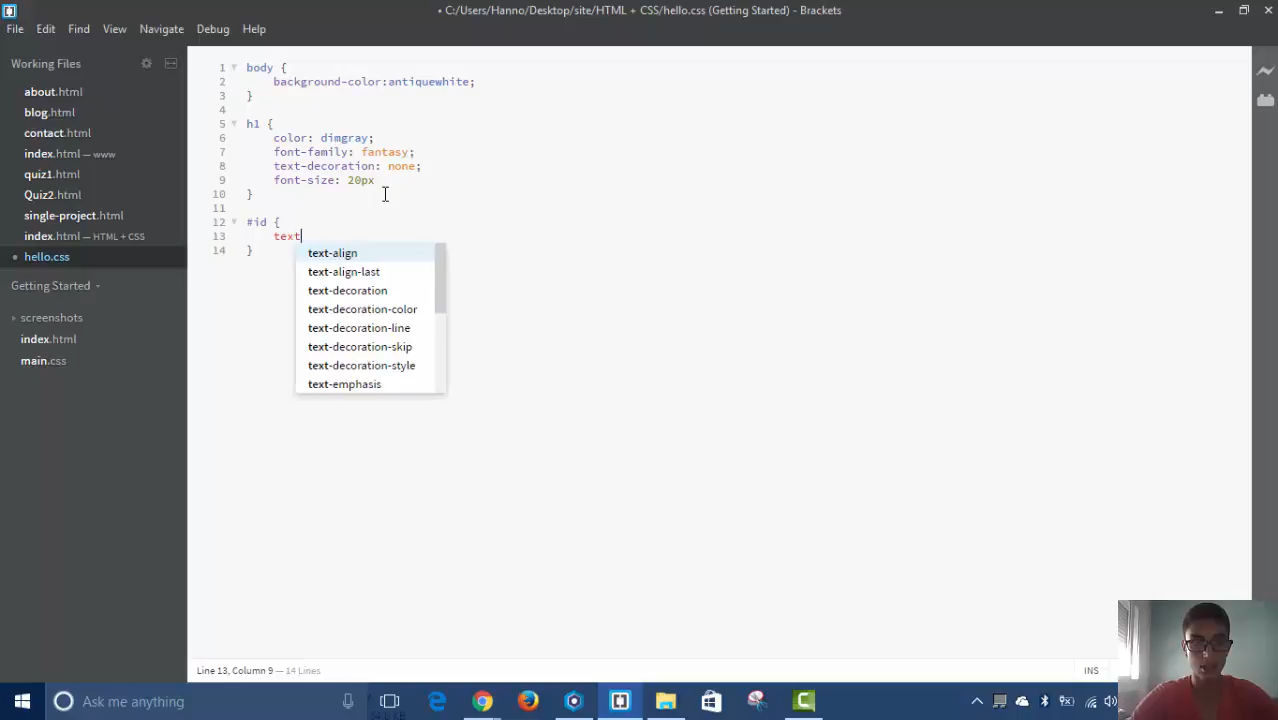 • C:/Users/Hanno/Desktop/site/HTML + CSS/hello.css (Getting Started) - Brackets
File Edit Find View Navigate Debug Help
Working Files
about.html
blog.html
contact.html
index.html — www
quiz1.html
Quiz2.html
single-project.html
index.html — HTML + CSS
hello.css
Getting Started
screenshots
index.html
main.css
1 body {
2 background-color:antiquewhite;
3 }
4
5 h1 {
6 color: dimgray;
7 font-family: fantasy;
8 text-decoration: none;
9 font-size: 20px
10 }
11
12 #id {
13 text
14 }
text-align
text-align-last
text-decoration
text-decoration-color
text-decoration-line
text-decoration-skip
text-decoration-style
text-emphasis
Line 13, Column 9 — 14 Lines
INS
Ask me anything